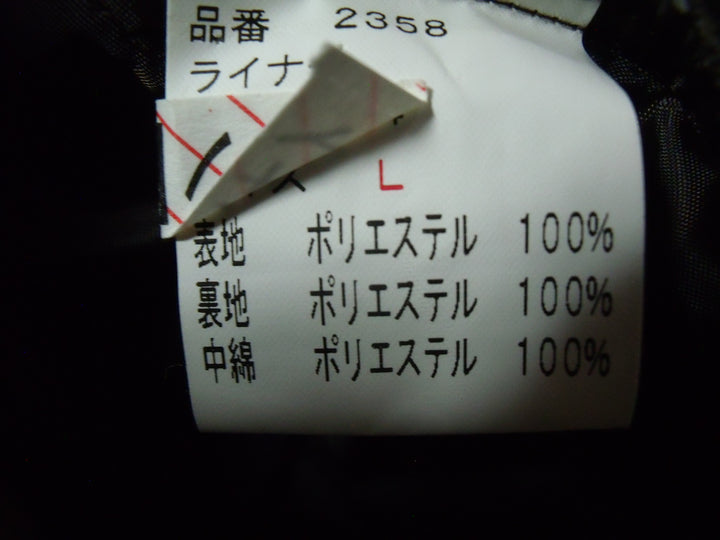 品番 2358
ライナ
ズ L
表地 ポリエステル 100%
裏地 ポリエステル 100%
中綿 ポリエステル 100%